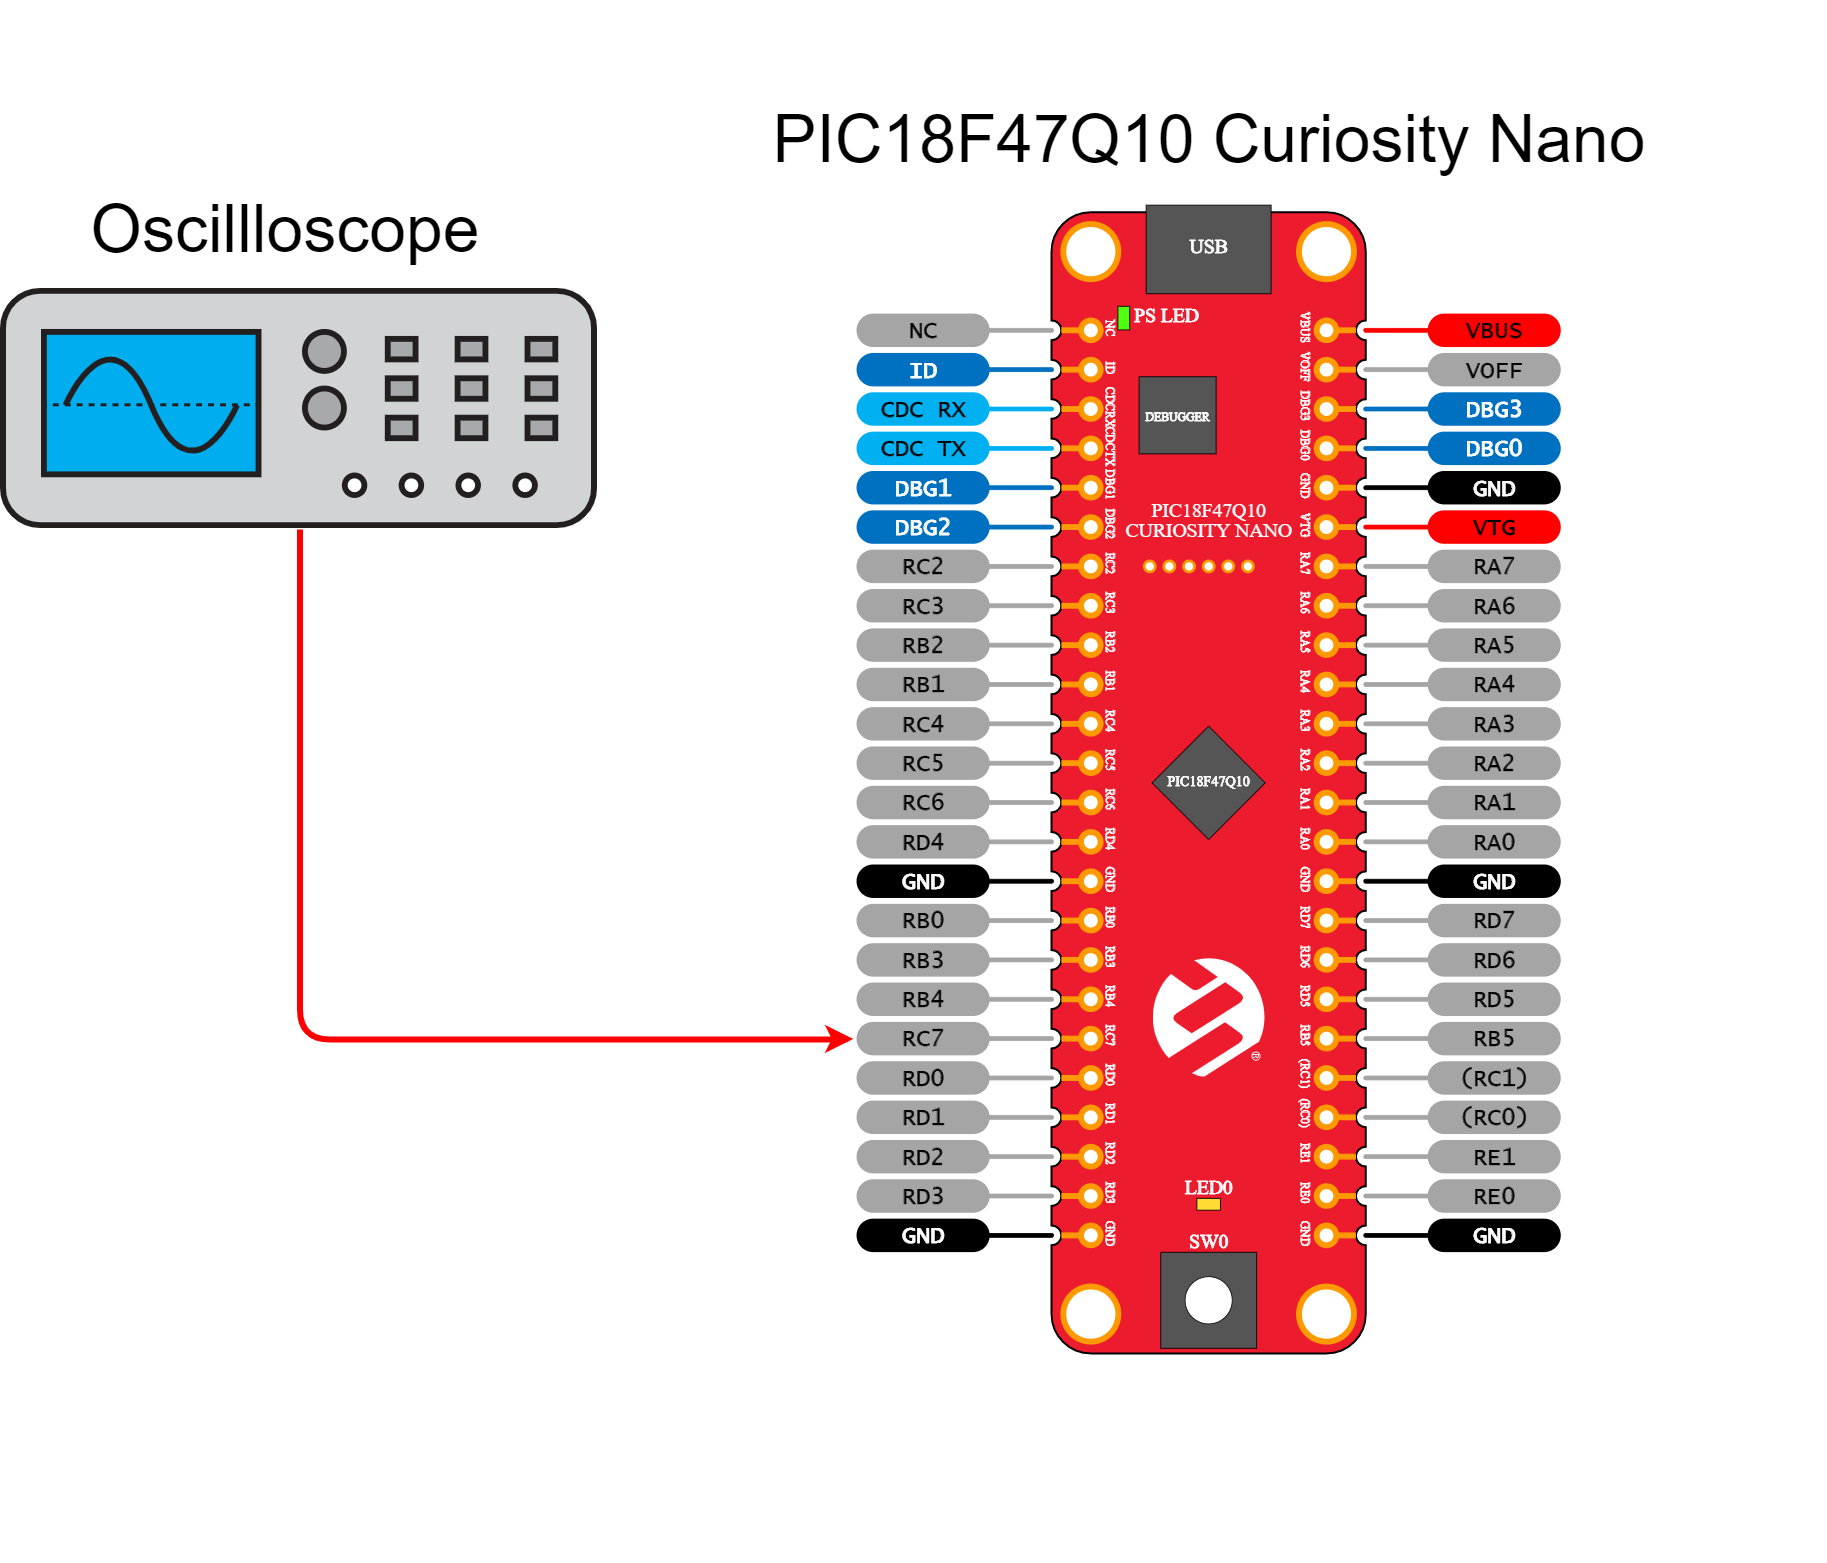 PIC18F47Q10 Curiosity Nano
Oscillloscope
USB
PS LED
DEBUGGER
PIC18F47Q10
CURIOSITY NANO
PIC18F47Q10
®
LED0
SW0
NC
ID
CDC RX
CDC TX
DBG1
DBG2
RC2
RC3
RB2
RB1
RC4
RC5
RC6
RD4
GND
RB0
RB3
RB4
RC7
RD0
RD1
RD2
RD3
GND
NC
ID
CDCRX
CDCTX
DBG1
DBG2
RC2
RC3
RB2
RB1
RC4
RC5
RC6
RD4
GND
RB0
RB3
RB4
RC7
RD0
RD1
RD2
RD3
GND
VBUS
VOFF
DBG3
DBG0
GND
VTG
RA7
RA6
RA5
RA4
RA3
RA2
RA1
RA0
GND
RD7
RD6
RD5
RB5
(RC1)
(RC0)
RE1
RE0
GND
VBUS
VOFF
DBG3
DBG0
GND
VTG
RA7
RA6
RA5
RA4
RA3
RA2
RA1
RA0
GND
RD7
RD6
RD5
RB5
(RC1)
(RC0)
RE1
RE0
GND